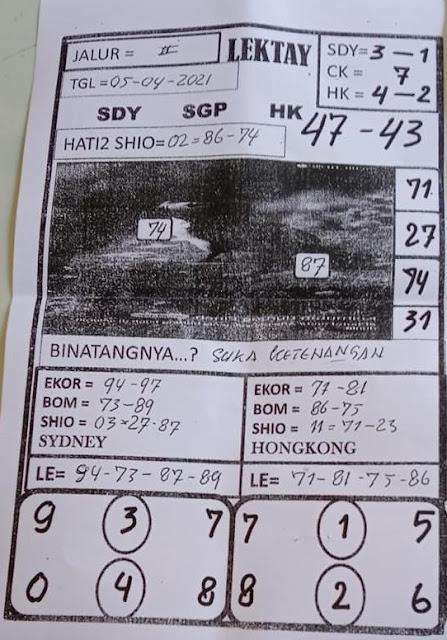 JALUR = II
LEKTAY
SDY=3-1
CK = 7
HK = 4-2
TGL =05-04-2021
SDY SGP HK
47-43
HATI2 SHIO=02=86-74
71
27
74
31
74
87
BINATANGNYA...? SUKA KETENANGAN
EKOR = 94-97
BOM = 73-89
SHIO = 03=27-87
SYDNEY
EKOR = 71-81
BOM = 86-75
SHIO = 11=71-23
HONGKONG
LE= 94-73-87-89
LE= 71-81-75-86
9 3 7
0 4 8
7 1 5
8 2 6